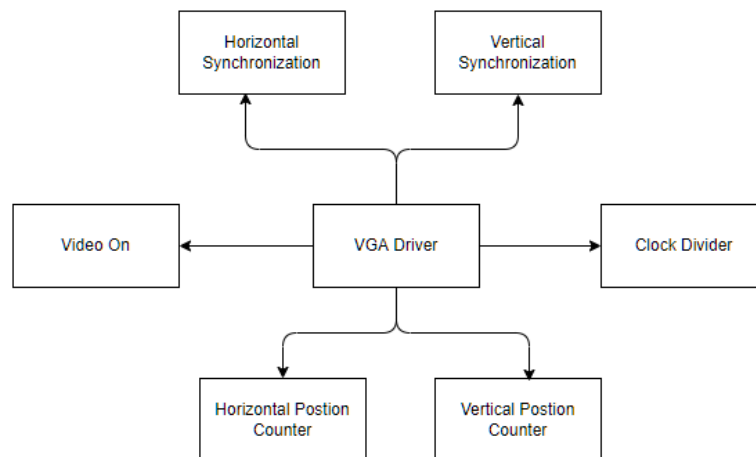 Horizontal
Synchronization
Vertical
Synchronization
Video On
VGA Driver
Clock Divider
Horizontal Postion
Counter
Vertical Postion
Counter